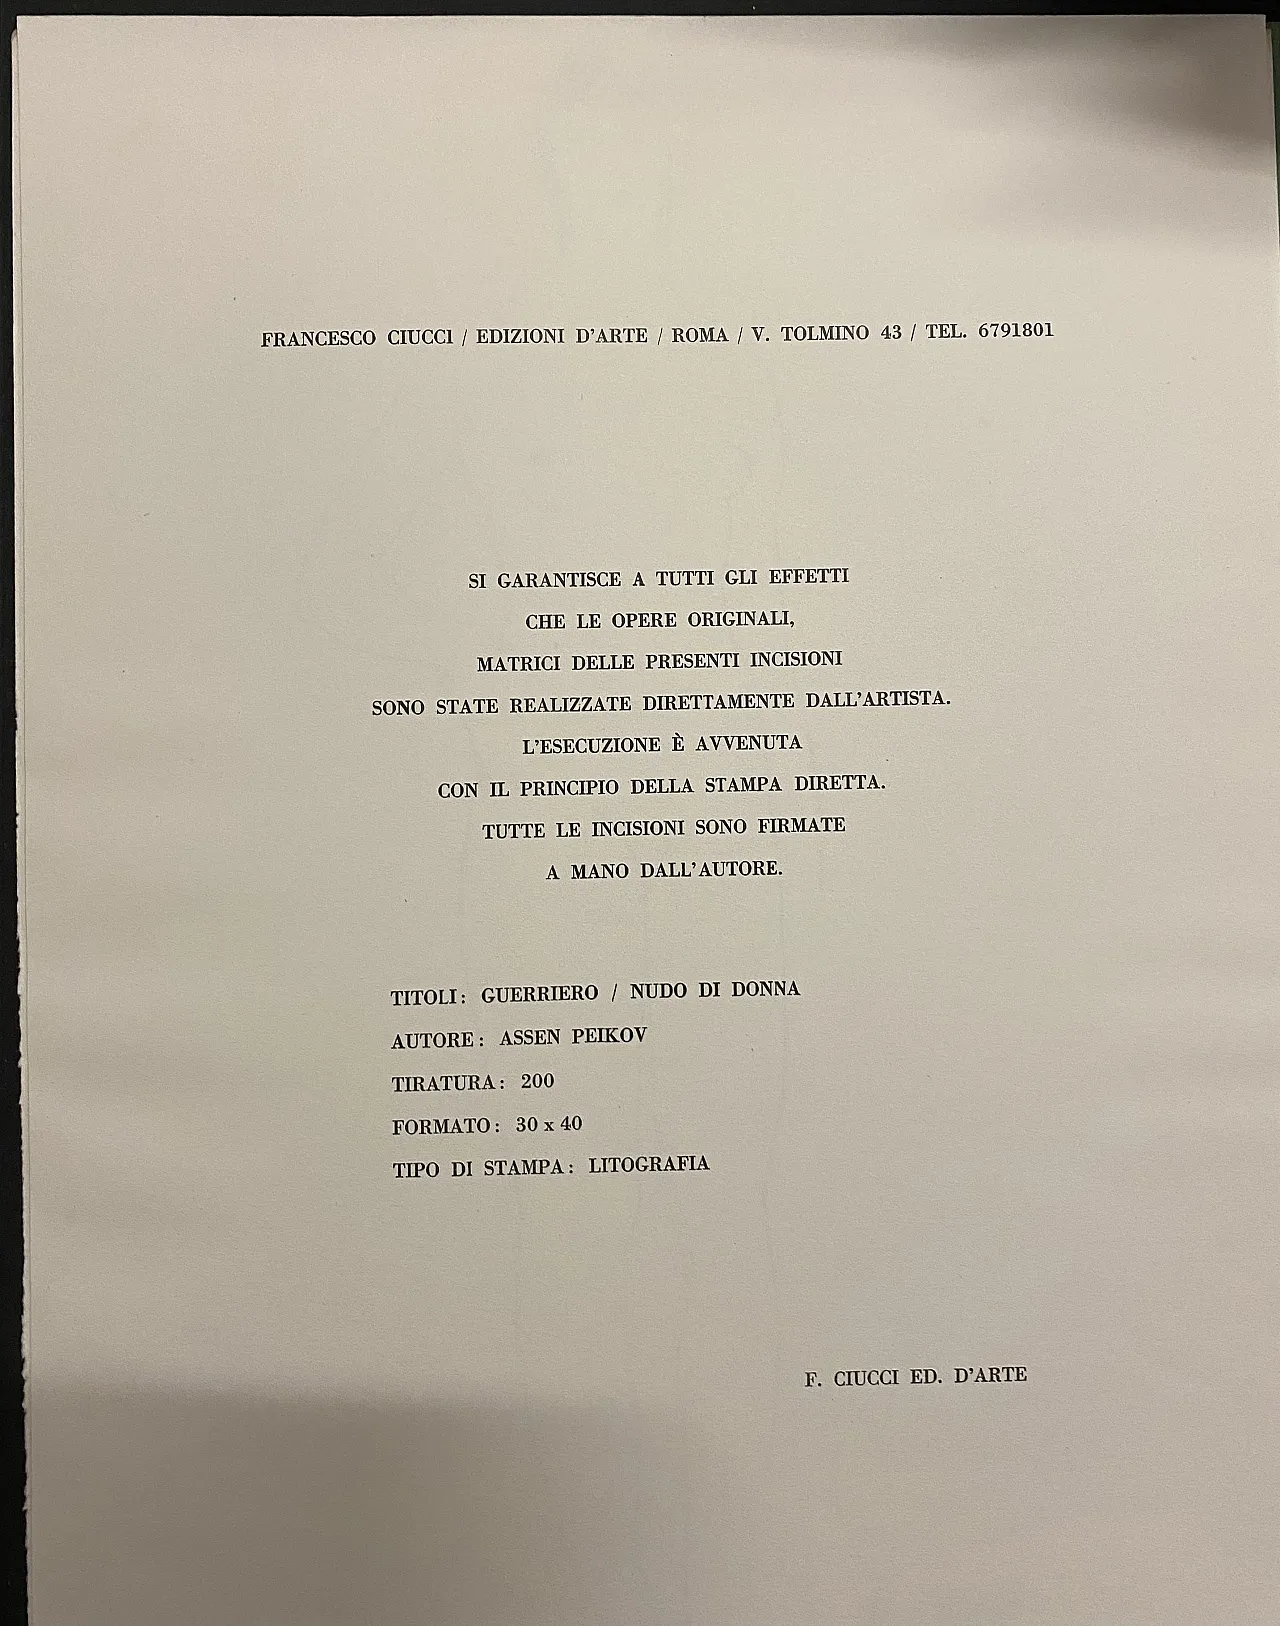 FRANCESCO CIUCCI / EDIZIONI D'ARTE / ROMA / V. TOLMINO 43 / TEL. 6791801
SI GARANTISCE A TUTTI GLI EFFETTI
CHE LE OPERE ORIGINALI,
MATRICI DELLE PRESENTI INCISIONI
SONO STATE REALIZZATE DIRETTAMENTE DALL'ARTISTA.
L'ESECUZIONE È AVVENUTA
CON IL PRINCIPIO DELLA STAMPA DIRETTA.
TUTTE LE INCISIONI SONO FIRMATE
A MANO DALL'AUTORE.
TITOLI: GUERRIERO / NUDO DI DONNA
AUTORE: ASSEN PEIKOV
TIRATURA: 200
FORMATO: 30 x 40
TIPO DI STAMPA: LITOGRAFIA
F. CIUCCI ED. D'ARTE